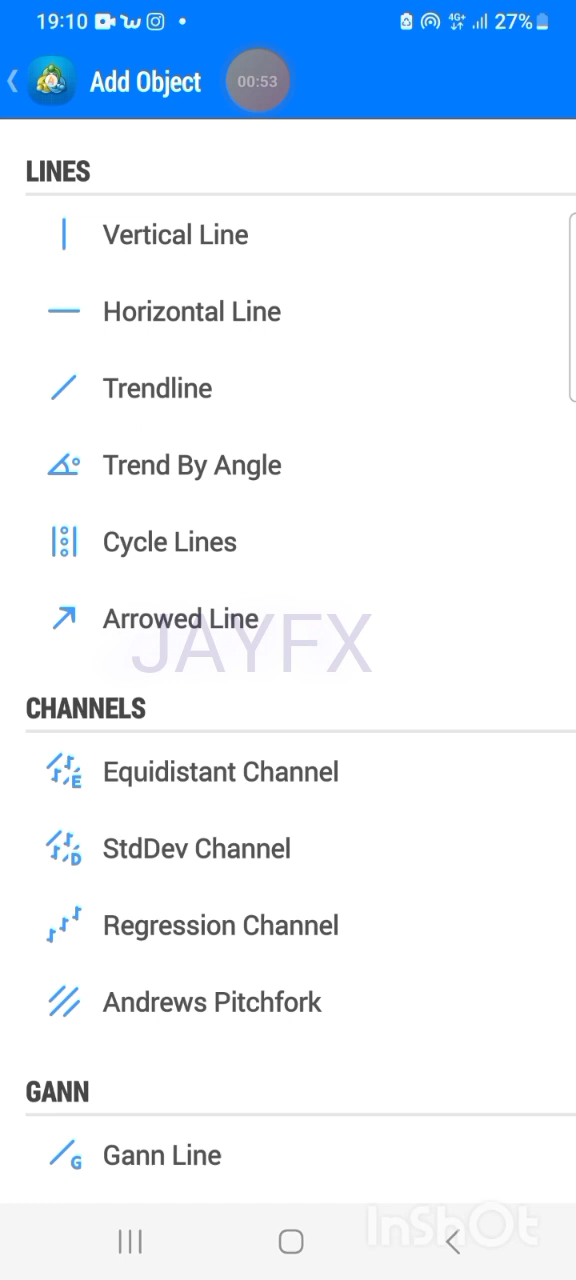 19:10 4G+ 27%
Add Object 00:53
LINES
Vertical Line
Horizontal Line
Trendline
Trend By Angle
Cycle Lines
Arrowed Line
JAYFX
CHANNELS
E Equidistant Channel
D StdDev Channel
Regression Channel
Andrews Pitchfork
GANN
G Gann Line
InShOt